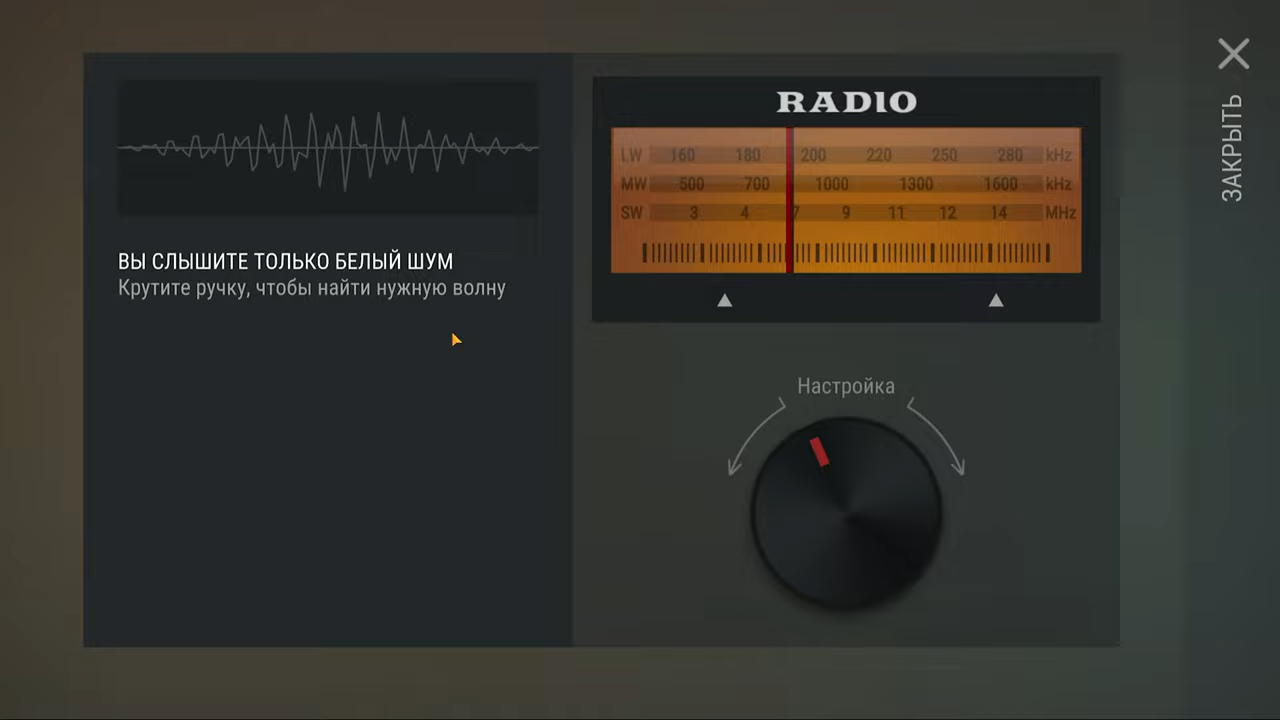 ВЫ СЛЫШИТЕ ТОЛЬКО БЕЛЫЙ ШУМ
Крутите ручку, чтобы найти нужную волну
RADIO
LW 160 180 200 220 250 280 kHz
MW 500 700 1000 1300 1600 kHz
SW 3 4 7 9 11 12 14 MHz
Настройка
ЗАКРЫТЬ